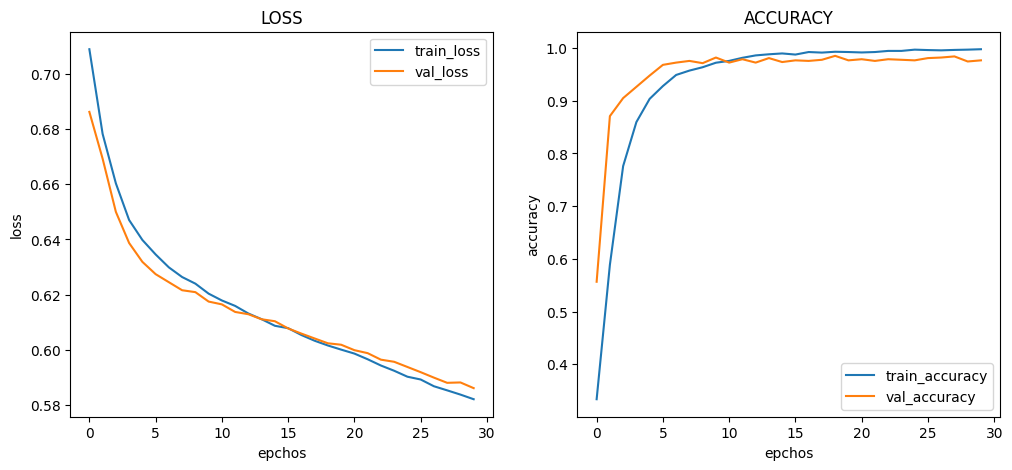 LOSS
train_loss
val_loss
0.70
0.68
0.66
0.64
0.62
0.60
0.58
loss
0 5 10 15 20 25 30
epchos
ACCURACY
1.0
0.9
0.8
0.7
0.6
0.5
0.4
accuracy
train_accuracy
val_accuracy
0 5 10 15 20 25 30
epchos